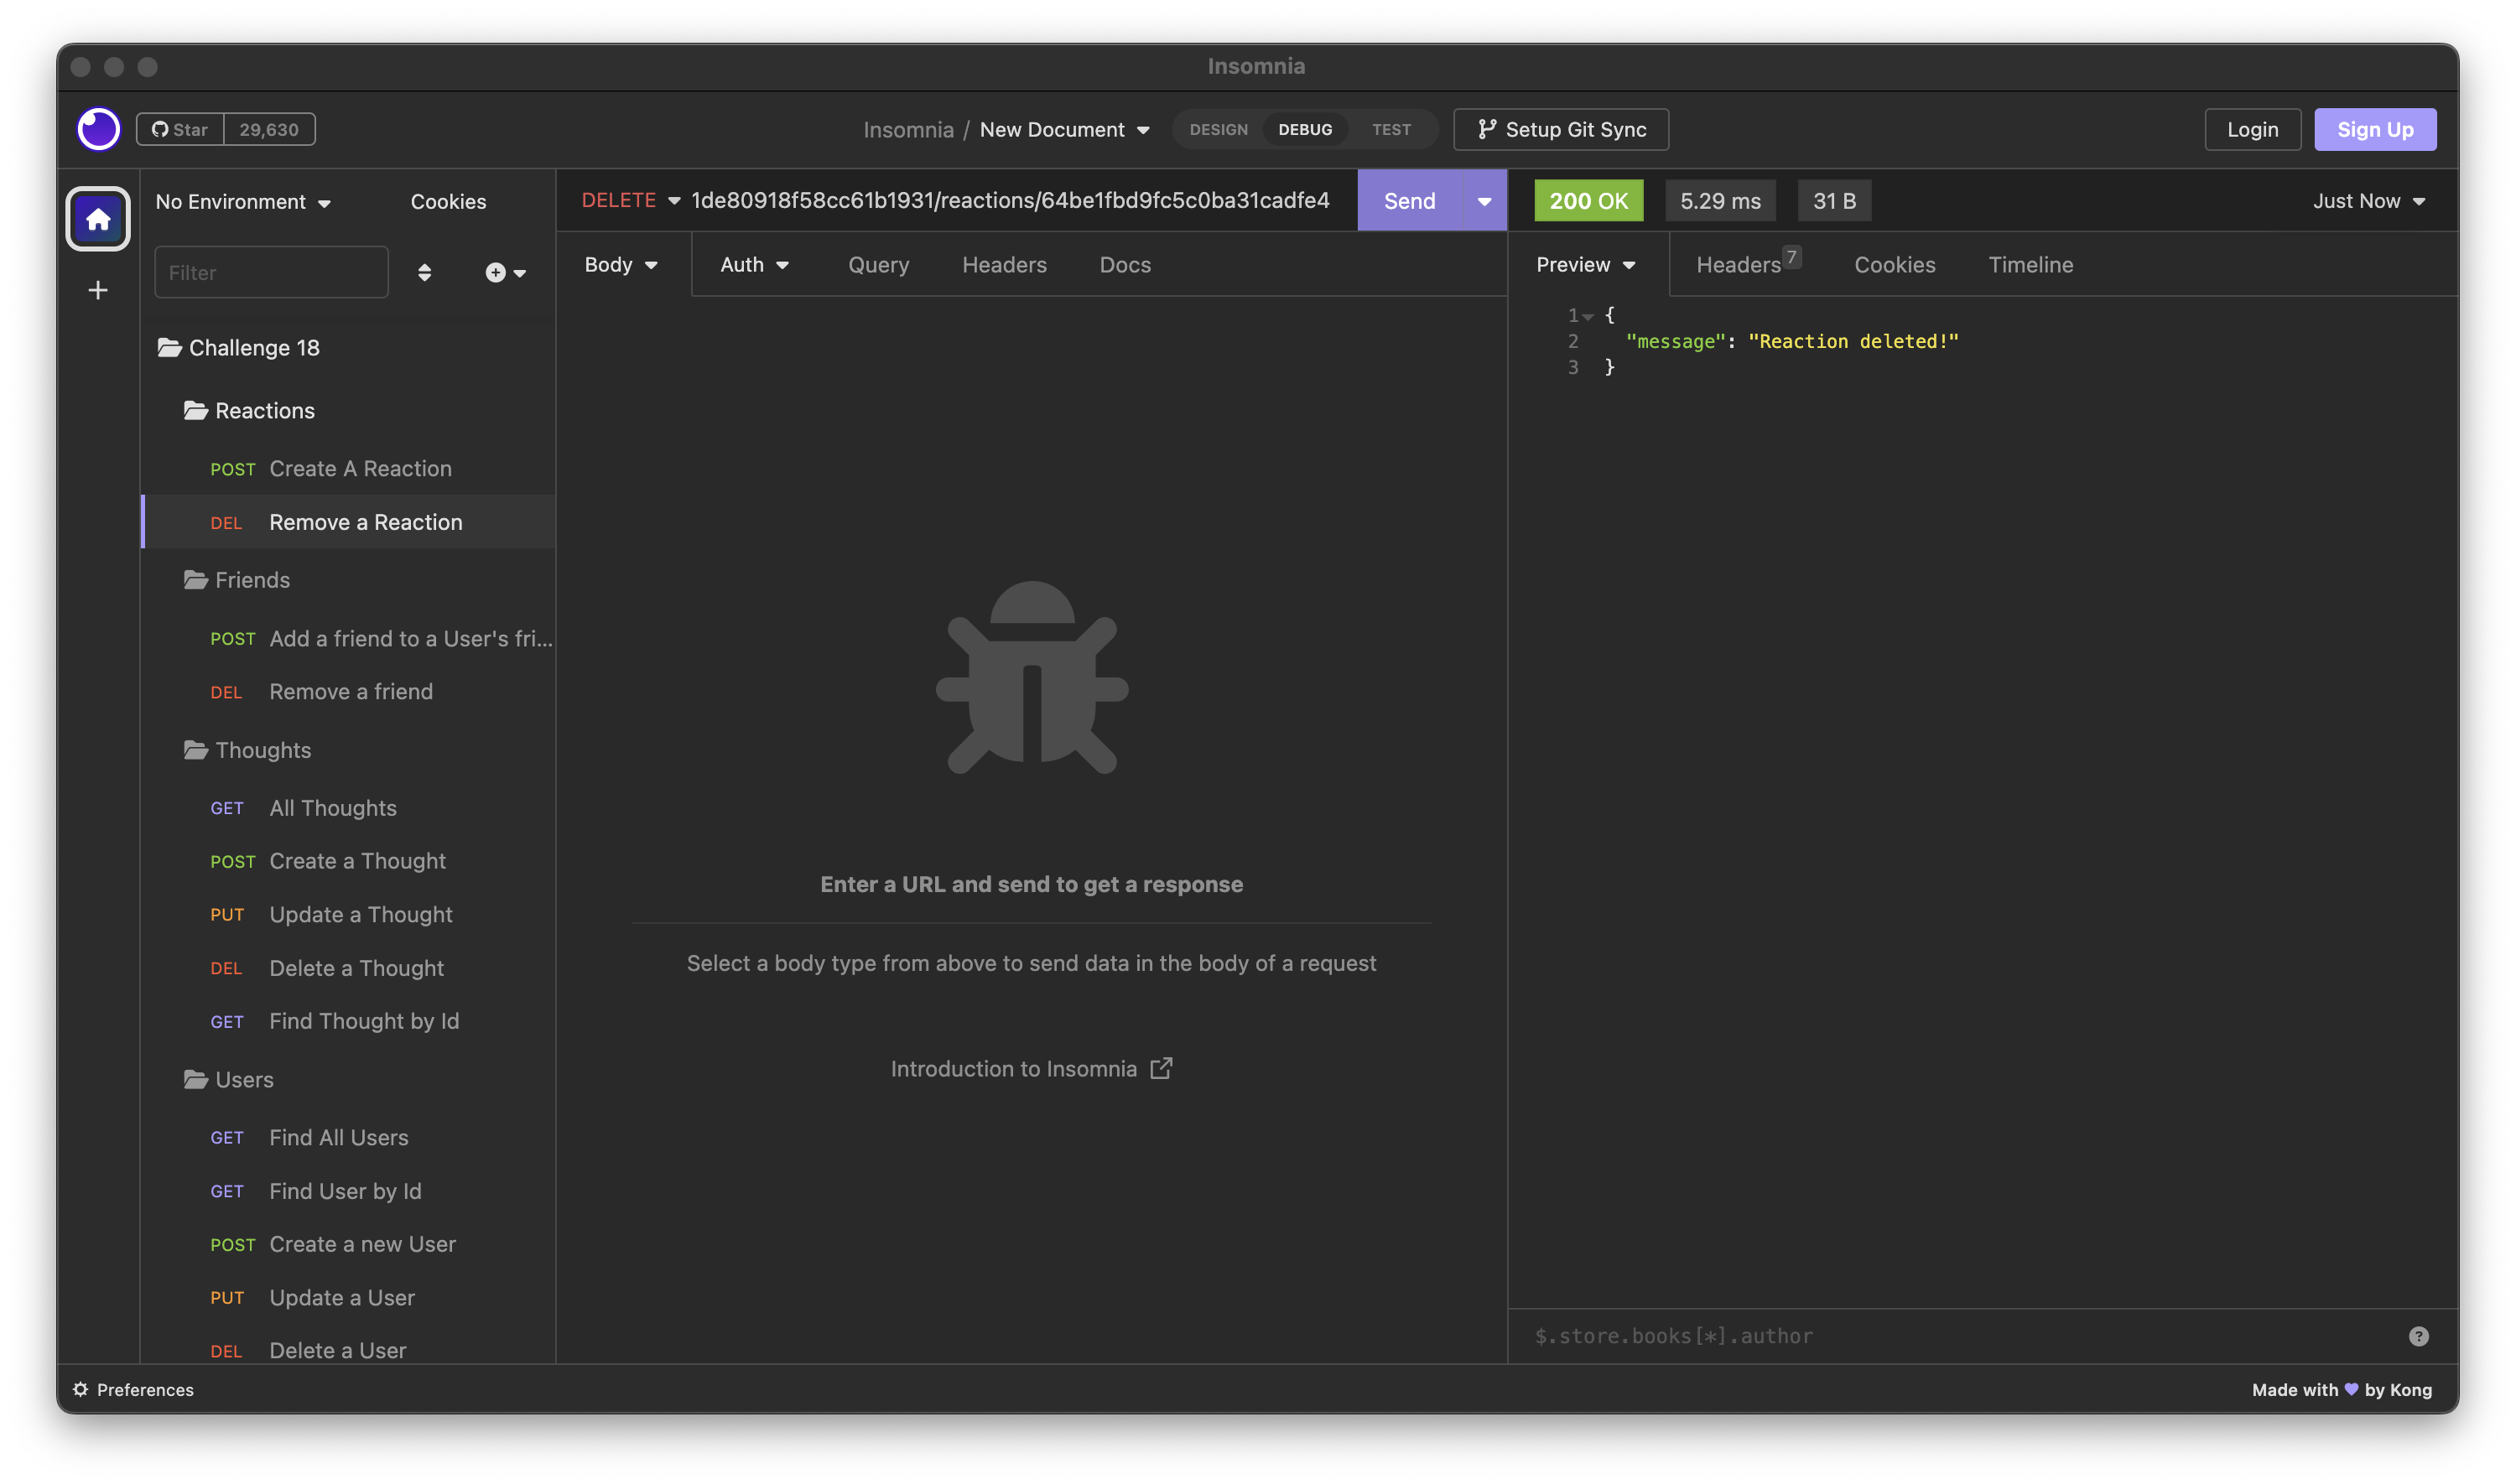 Insomnia
Star 29,630
Insomnia / New Document
DESIGN DEBUG TEST
Setup Git Sync
Login
Sign Up
No Environment
Cookies
Filter
Challenge 18
Reactions
POST Create A Reaction
DEL Remove a Reaction
Friends
POST Add a friend to a User's fri...
DEL Remove a friend
Thoughts
GET All Thoughts
POST Create a Thought
PUT Update a Thought
DEL Delete a Thought
GET Find Thought by Id
Users
GET Find All Users
GET Find User by Id
POST Create a new User
PUT Update a User
DEL Delete a User
DELETE 1de80918f58cc61b1931/reactions/64be1fbd9fc5c0ba31cadfe4 Send
Body Auth Query Headers Docs
Enter a URL and send to get a response
Select a body type from above to send data in the body of a request
Introduction to Insomnia
200 OK 5.29 ms 31 B Just Now
Preview Headers 7 Cookies Timeline
1 {
2 "message": "Reaction deleted!"
3 }
$.store.books[*].author ?
Preferences
Made with 💜 by Kong